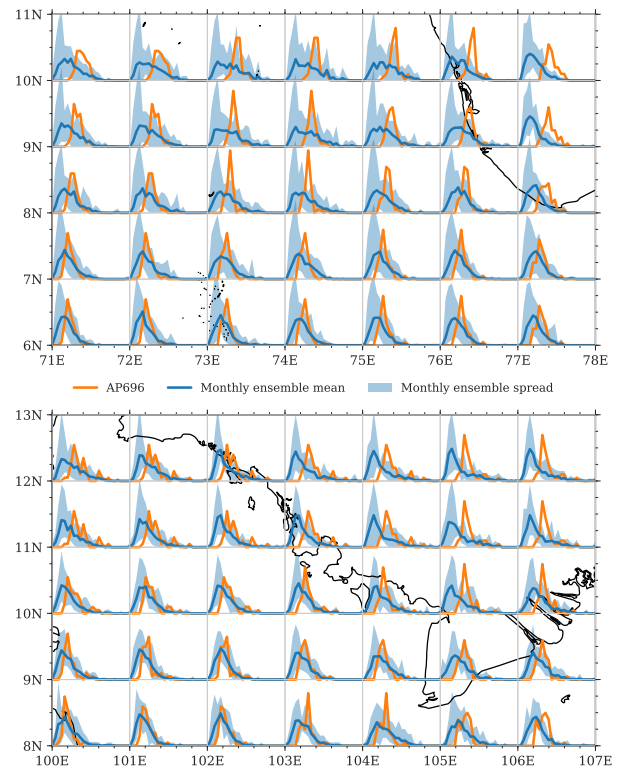 11N
10N
9N
8N
7N
6N
71E 72E 73E 74E 75E 76E 77E 78E
AP696 Monthly ensemble mean Monthly ensemble spread
13N
12N
11N
10N
9N
8N
100E 101E 102E 103E 104E 105E 106E 107E